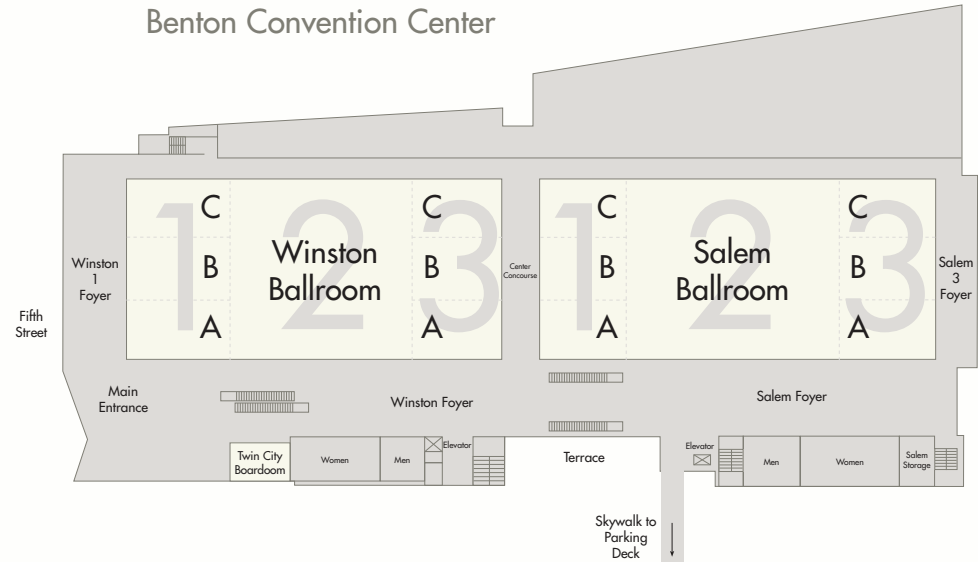 Benton Convention Center
1
2
3
C
B
A
C
B
A
Winston
Ballroom
1
2
3
C
B
A
C
B
A
Salem
Ballroom
Winston
1
Foyer
Center
Concourse
Salem
3
Foyer
Fifth
Street
Main
Entrance
Winston Foyer
Salem Foyer
Twin City
Boardoom
Women
Men
Elevator
Terrace
Elevator
Men
Women
Salem
Storage
Skywalk to
Parking
Deck